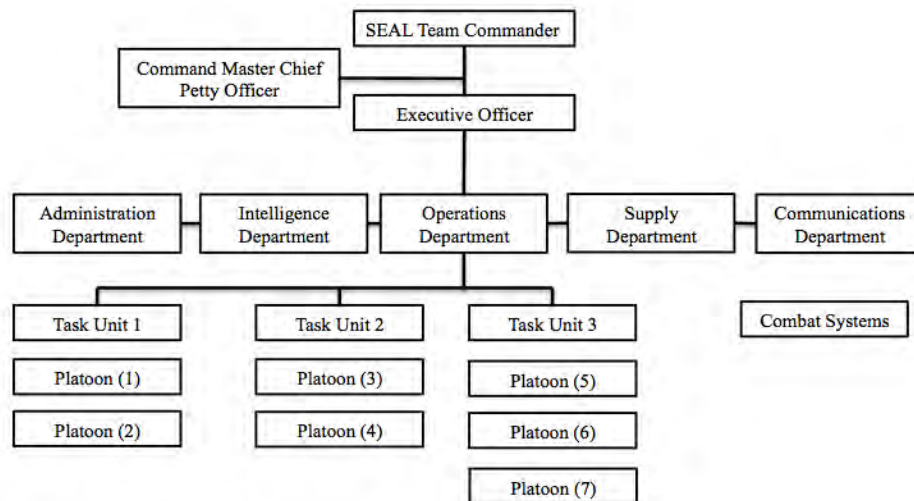 SEAL Team Commander
Command Master Chief
Petty Officer
Executive Officer
Administration
Department
Intelligence
Department
Operations
Department
Supply
Department
Communications
Department
Task Unit 1
Task Unit 2
Task Unit 3
Combat Systems
Platoon (1)
Platoon (3)
Platoon (5)
Platoon (2)
Platoon (4)
Platoon (6)
Platoon (7)